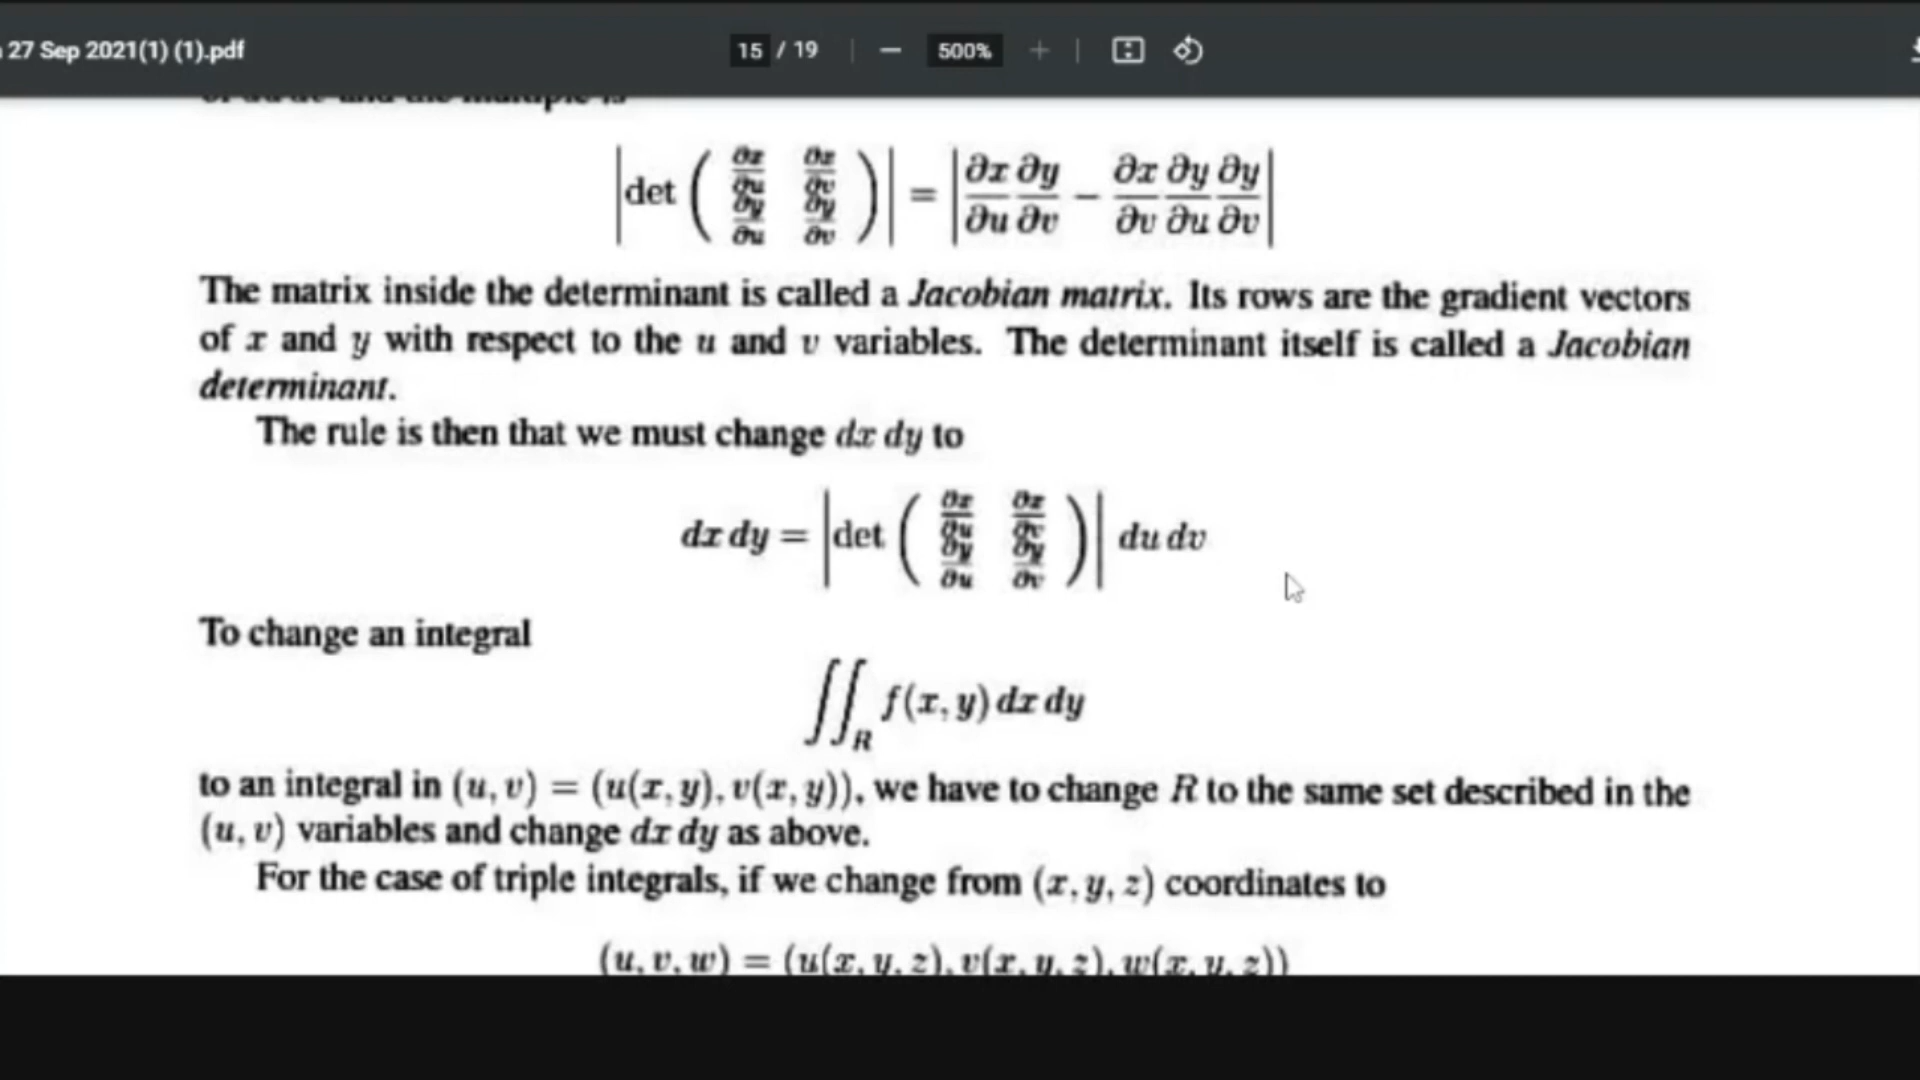 27 Sep 2021(1) (1).pdf
15 / 19
500%
|det ( ∂x/∂u ∂x/∂v ∂y/∂u ∂y/∂v )| = |∂x/∂u ∂y/∂v − ∂x/∂v ∂y/∂u ∂y/∂v|
The matrix inside the determinant is called a Jacobian matrix. Its rows are the gradient vectors
of x and y with respect to the u and v variables. The determinant itself is called a Jacobian
determinant.
The rule is then that we must change dx dy to
dx dy = |det ( ∂x/∂u ∂x/∂v ∂y/∂u ∂y/∂v )| du dv
To change an integral
∬_R f(x, y) dx dy
to an integral in (u, v) = (u(x, y), v(x, y)), we have to change R to the same set described in the
(u, v) variables and change dx dy as above.
For the case of triple integrals, if we change from (x, y, z) coordinates to
(u, v, w) = (u(x, y, z), v(x, y, z), w(x, y, z))